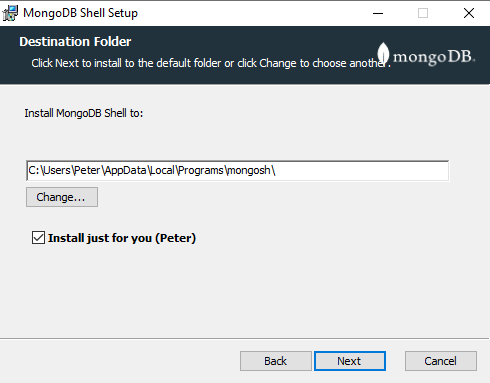 MongoDB Shell Setup
Destination Folder
Click Next to install to the default folder or click Change to choose another.
mongoDB®
Install MongoDB Shell to:
C:\Users\Peter\AppData\Local\Programs\mongosh\
Change...
Install just for you (Peter)
Back
Next
Cancel